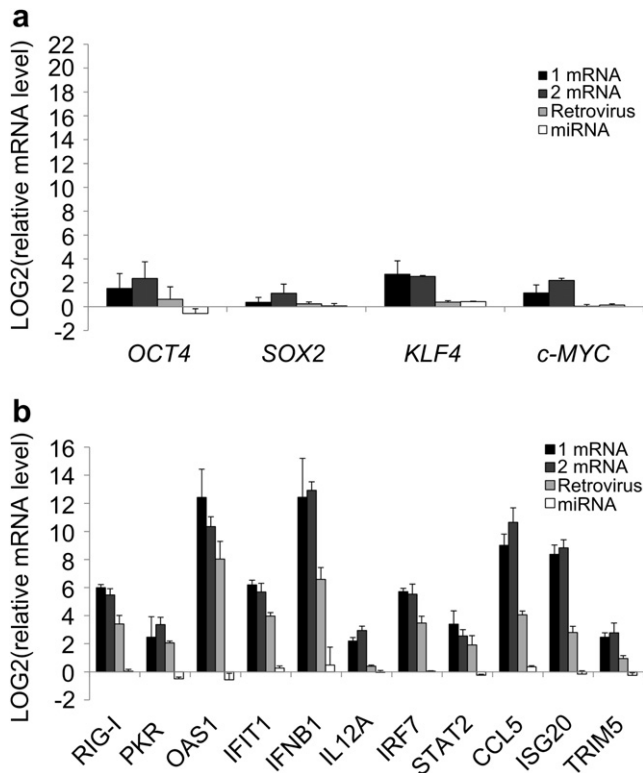 a
LOG2(relative mRNA level)
22
20
18
16
14
12
10
8
6
4
2
0
-2
1 mRNA
2 mRNA
Retrovirus
miRNA
OCT4 SOX2 KLF4 c-MYC
b
LOG2(relative mRNA level)
16
14
12
10
8
6
4
2
0
-2
1 mRNA
2 mRNA
Retrovirus
miRNA
RIG-I PKR OAS1 IFIT1 IFNB1 IL12A IRF7 STAT2 CCL5 ISG20 TRIM5